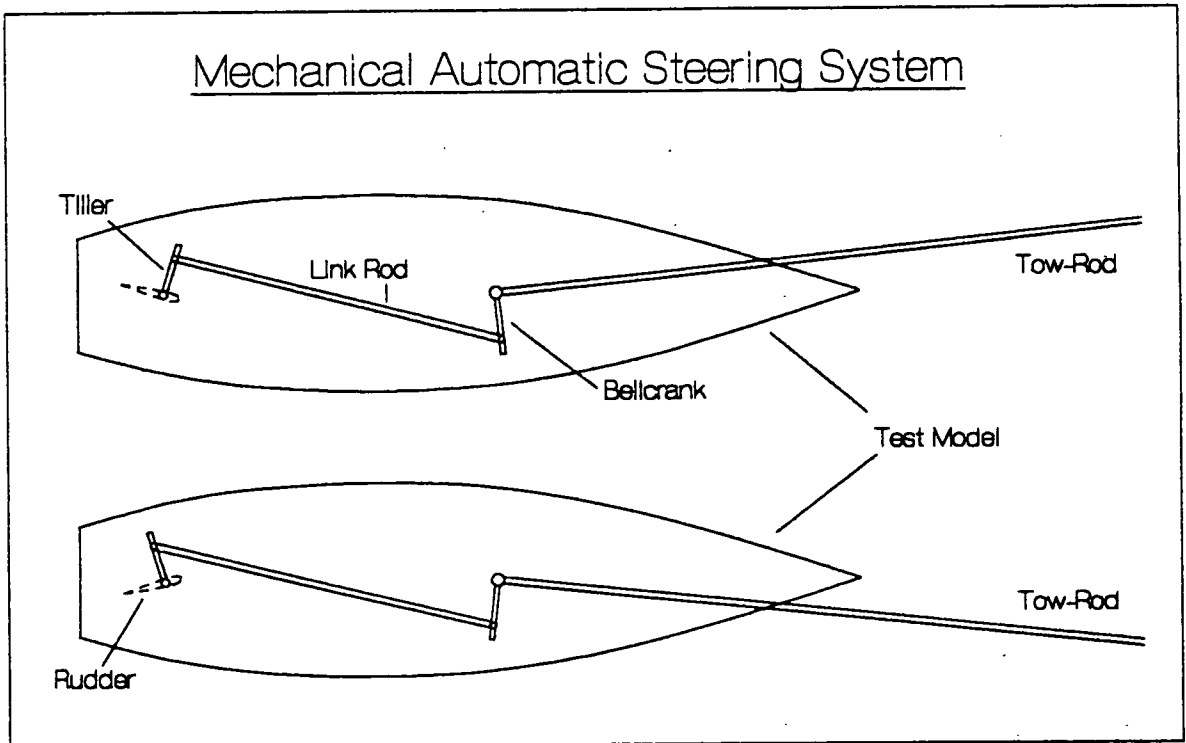 Mechanical Automatic Steering System
Tiller
Link Rod
Tow-Rod
Bellcrank
Test Model
Tow-Rod
Rudder